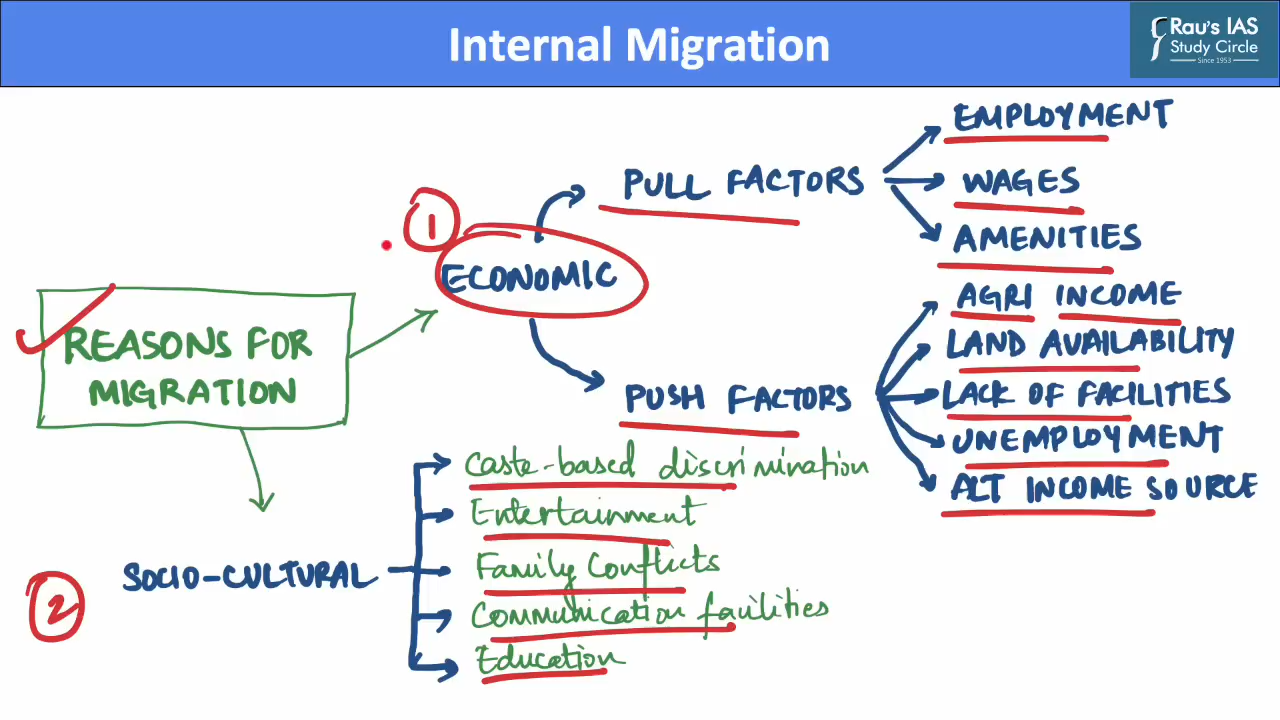 Internal Migration
Rau's IAS
Study Circle
Since 1953
REASONS FOR
MIGRATION
1
ECONOMIC
PULL FACTORS
EMPLOYMENT
WAGES
AMENITIES
PUSH FACTORS
AGRI INCOME
LAND AVAILABILITY
LACK OF FACILITIES
UNEMPLOYMENT
ALT INCOME SOURCE
2
SOCIO-CULTURAL
Caste-based discrimination
Entertainment
Family Conflicts
Communication facilities
Education